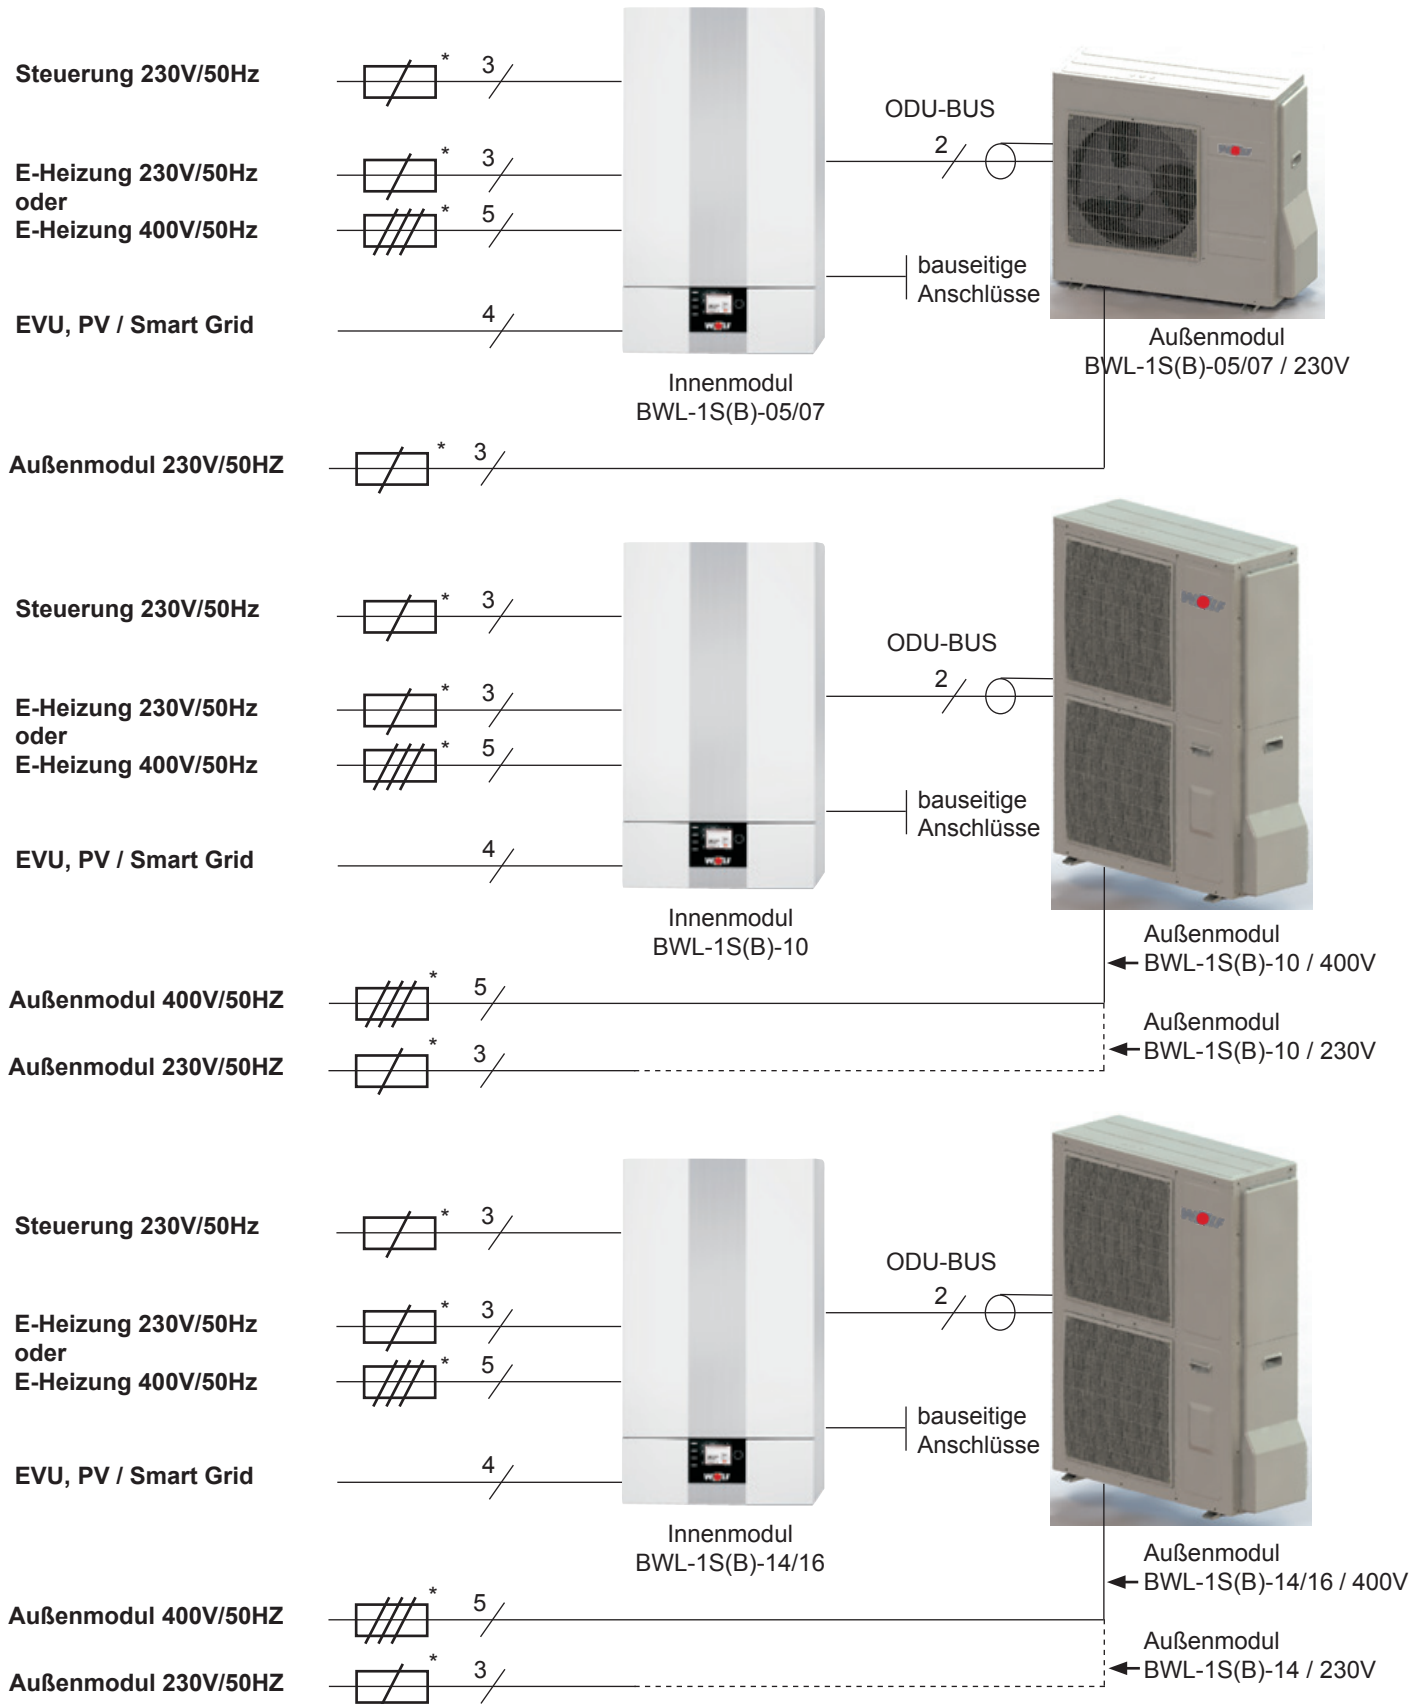 Steuerung 230V/50Hz
* 3
E-Heizung 230V/50Hz
* 3
oder
E-Heizung 400V/50Hz
* 5
EVU, PV / Smart Grid
4
WOLF
Innenmodul
BWL-1S(B)-05/07
ODU-BUS
2
bauseitige
Anschlüsse
WOLF
Außenmodul
BWL-1S(B)-05/07 / 230V
Außenmodul 230V/50HZ
* 3
Steuerung 230V/50Hz
* 3
E-Heizung 230V/50Hz
* 3
oder
E-Heizung 400V/50Hz
* 5
EVU, PV / Smart Grid
4
WOLF
Innenmodul
BWL-1S(B)-10
ODU-BUS
2
bauseitige
Anschlüsse
WOLF
Außenmodul
BWL-1S(B)-10 / 400V
Außenmodul 400V/50HZ
* 5
Außenmodul
BWL-1S(B)-10 / 230V
Außenmodul 230V/50HZ
* 3
Steuerung 230V/50Hz
* 3
E-Heizung 230V/50Hz
* 3
oder
E-Heizung 400V/50Hz
* 5
EVU, PV / Smart Grid
4
WOLF
Innenmodul
BWL-1S(B)-14/16
ODU-BUS
2
bauseitige
Anschlüsse
WOLF
Außenmodul
BWL-1S(B)-14/16 / 400V
Außenmodul 400V/50HZ
* 5
Außenmodul
BWL-1S(B)-14 / 230V
Außenmodul 230V/50HZ
* 3